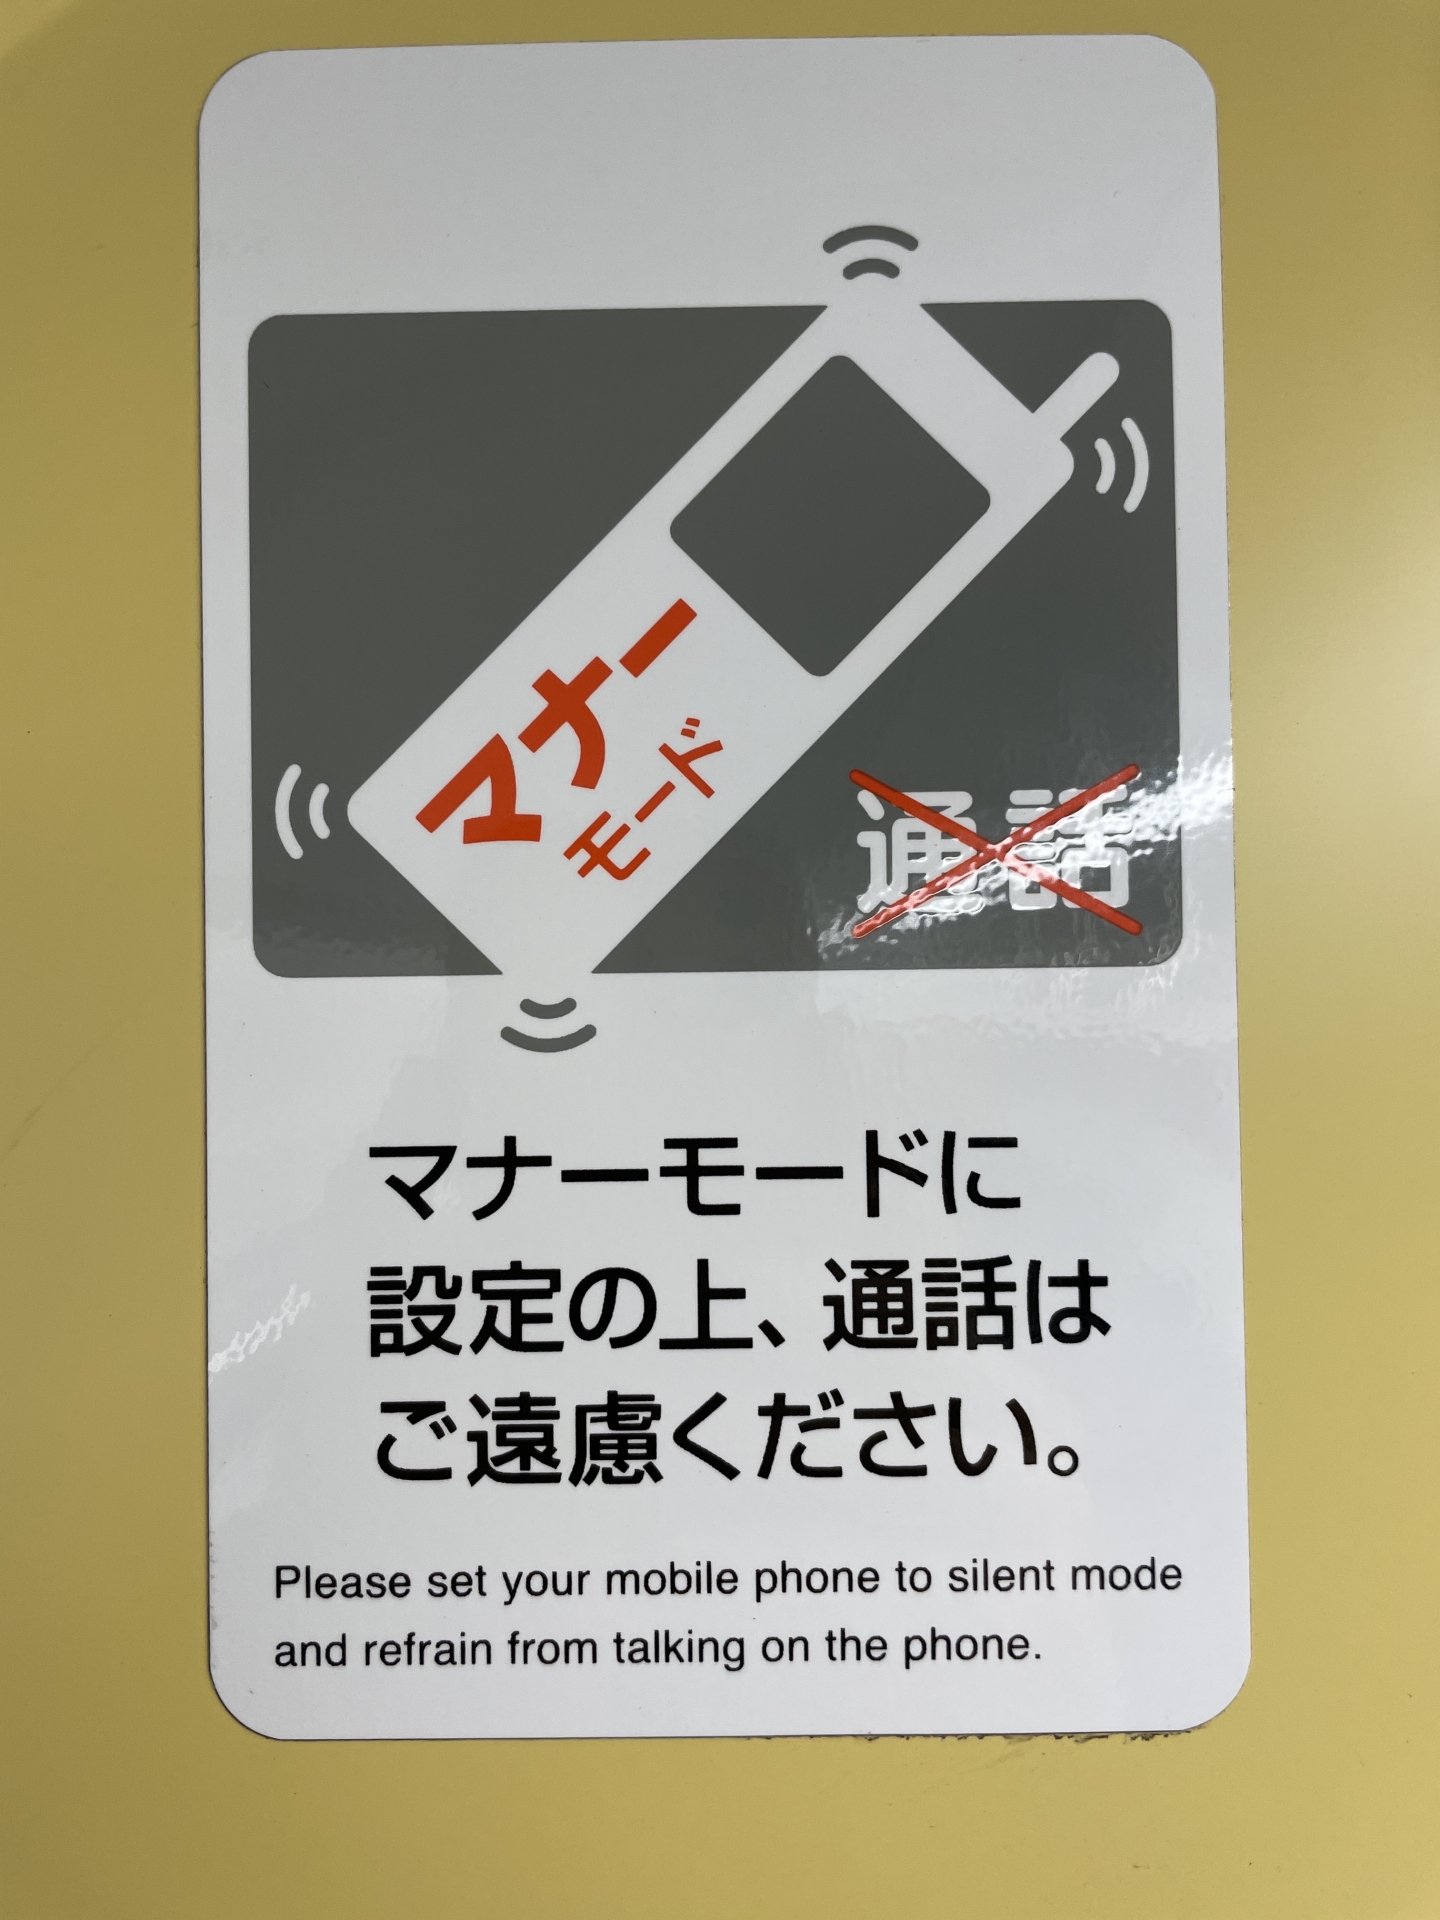 マナー
モード
通話
マナーモードに
設定の上、通話は
ご遠慮ください。
Please set your mobile phone to silent mode
and refrain from talking on the phone.